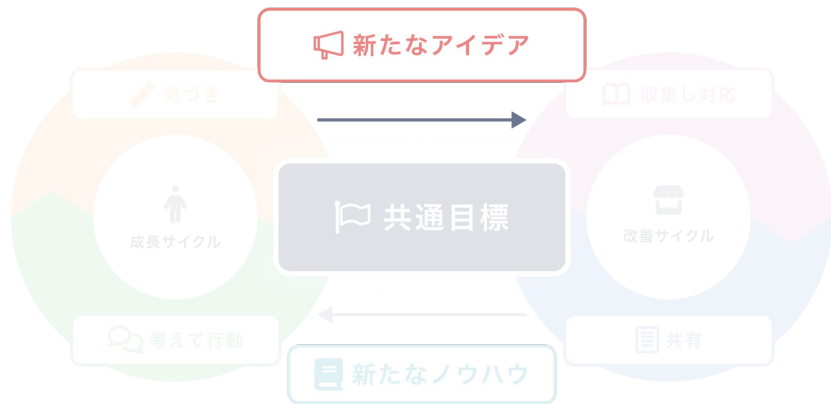 新たなアイデア
気づき
収集し対応
成長サイクル
共通目標
改善サイクル
考えて行動
共有
新たなノウハウ